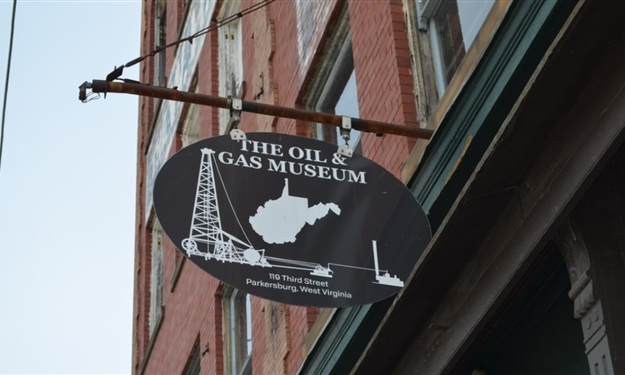 THE OIL &
GAS MUSEUM
119 Third Street
Parkersburg, West Virginia